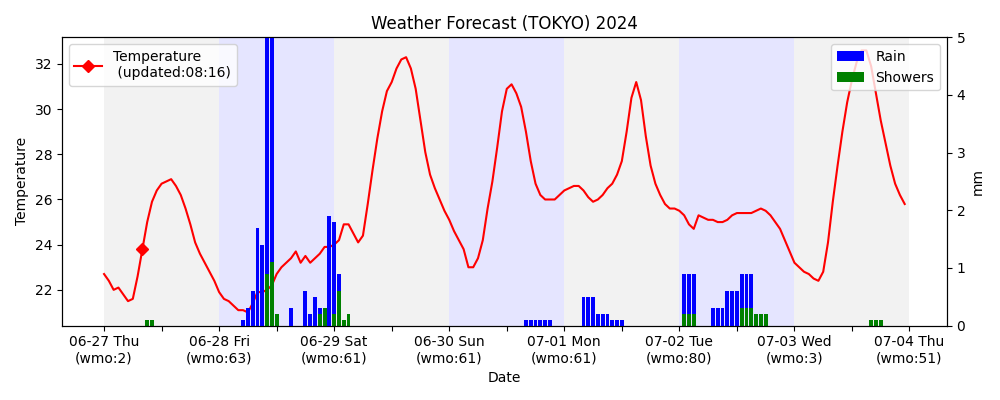 Weather Forecast (TOKYO) 2024
Temperature
(updated:08:16)
Rain
Showers
32
30
28
26
24
22
Temperature
5
4
3
2
1
0
mm
06-27 Thu
(wmo:2)
06-28 Fri
(wmo:63)
06-29 Sat
(wmo:61)
06-30 Sun
(wmo:61)
07-01 Mon
(wmo:61)
07-02 Tue
(wmo:80)
07-03 Wed
(wmo:3)
07-04 Thu
(wmo:51)
Date